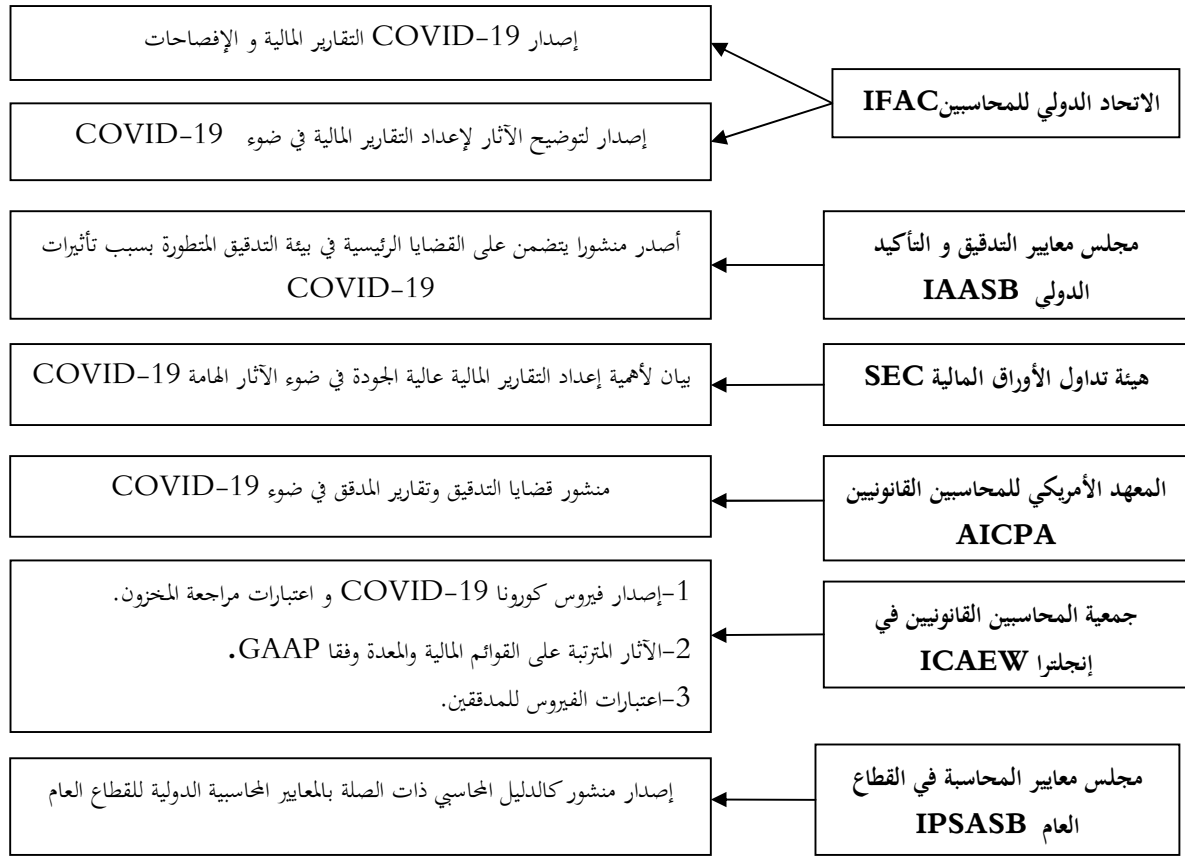 الاتحاد الدولي للمحاسبينIFAC
إصدار COVID-19 التقارير المالية و الإفصاحات
إصدار لتوضيح الآثار لإعداد التقارير المالية في ضوء COVID-19
مجلس معايير التدقيق و التأكيد
الدولي IAASB
أصدر منشورا يتضمن على القضايا الرئيسية في بيئة التدقيق المتطورة بسبب تأثيرات
COVID-19
هيئة تداول الأوراق المالية SEC
بيان لأهمية إعداد التقارير المالية عالية الجودة في ضوء الآثار الهامة COVID-19
المعهد الأمريكي للمحاسبين القانونيين
AICPA
منشور قضايا التدقيق وتقارير المدقق في ضوء COVID-19
جمعية المحاسبين القانونيين في
إنجلترا ICAEW
1-إصدار فيروس كورونا COVID-19 و اعتبارات مراجعة المخزون.
2-الآثار المترتبة على القوائم المالية والمعدة وفقا GAAP.
3-اعتبارات الفيروس للمدققين.
مجلس معايير المحاسبة في القطاع
العام IPSASB
إصدار منشور كالدليل المحاسبي ذات الصلة بالمعايير المحاسبية الدولية للقطاع العام